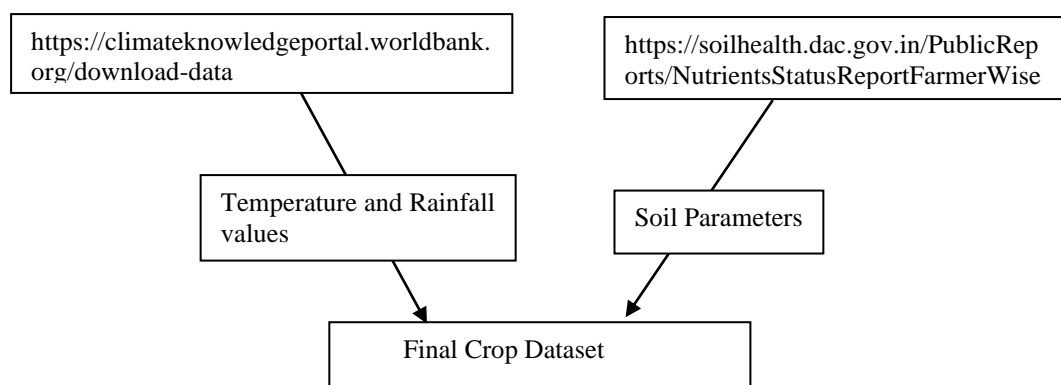 https://climateknowledgeportal.worldbank.
org/download-data
https://soilhealth.dac.gov.in/PublicRep
orts/NutrientsStatusReportFarmerWise
Temperature and Rainfall
values
Soil Parameters
Final Crop Dataset